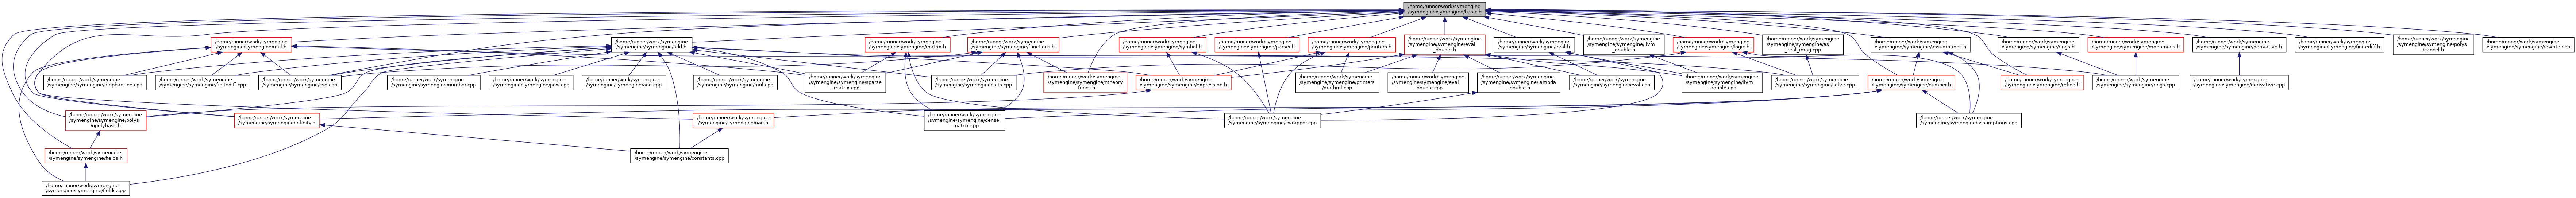 /home/runner/work/symengine
/symengine/symengine/basic.h
/home/runner/work/symengine
/symengine/symengine/mul.h
/home/runner/work/symengine
/symengine/symengine/add.h
/home/runner/work/symengine
/symengine/symengine/matrix.h
/home/runner/work/symengine
/symengine/symengine/functions.h
/home/runner/work/symengine
/symengine/symengine/symbol.h
/home/runner/work/symengine
/symengine/symengine/parser.h
/home/runner/work/symengine
/symengine/symengine/printers.h
/home/runner/work/symengine
/symengine/symengine/eval
_double.h
/home/runner/work/symengine
/symengine/symengine/eval.h
/home/runner/work/symengine
/symengine/symengine/llvm
_double.h
/home/runner/work/symengine
/symengine/symengine/logic.h
/home/runner/work/symengine
/symengine/symengine/as
_real_imag.cpp
/home/runner/work/symengine
/symengine/symengine/assumptions.h
/home/runner/work/symengine
/symengine/symengine/rings.h
/home/runner/work/symengine
/symengine/symengine/monomials.h
/home/runner/work/symengine
/symengine/symengine/derivative.h
/home/runner/work/symengine
/symengine/symengine/finitediff.h
/home/runner/work/symengine
/symengine/symengine/polys
/cancel.h
/home/runner/work/symengine
/symengine/symengine/rewrite.cpp
/home/runner/work/symengine
/symengine/symengine/diophantine.cpp
/home/runner/work/symengine
/symengine/symengine/finitediff.cpp
/home/runner/work/symengine
/symengine/symengine/cse.cpp
/home/runner/work/symengine
/symengine/symengine/number.cpp
/home/runner/work/symengine
/symengine/symengine/pow.cpp
/home/runner/work/symengine
/symengine/symengine/add.cpp
/home/runner/work/symengine
/symengine/symengine/mul.cpp
/home/runner/work/symengine
/symengine/symengine/sparse
_matrix.cpp
/home/runner/work/symengine
/symengine/symengine/sets.cpp
/home/runner/work/symengine
/symengine/symengine/ntheory
_funcs.h
/home/runner/work/symengine
/symengine/symengine/expression.h
/home/runner/work/symengine
/symengine/symengine/printers
/mathml.cpp
/home/runner/work/symengine
/symengine/symengine/eval
_double.cpp
/home/runner/work/symengine
/symengine/symengine/lambda
_double.h
/home/runner/work/symengine
/symengine/symengine/eval.cpp
/home/runner/work/symengine
/symengine/symengine/llvm
_double.cpp
/home/runner/work/symengine
/symengine/symengine/solve.cpp
/home/runner/work/symengine
/symengine/symengine/number.h
/home/runner/work/symengine
/symengine/symengine/refine.h
/home/runner/work/symengine
/symengine/symengine/rings.cpp
/home/runner/work/symengine
/symengine/symengine/derivative.cpp
/home/runner/work/symengine
/symengine/symengine/polys
/upolybase.h
/home/runner/work/symengine
/symengine/symengine/infinity.h
/home/runner/work/symengine
/symengine/symengine/nan.h
/home/runner/work/symengine
/symengine/symengine/dense
_matrix.cpp
/home/runner/work/symengine
/symengine/symengine/cwrapper.cpp
/home/runner/work/symengine
/symengine/symengine/assumptions.cpp
/home/runner/work/symengine
/symengine/symengine/fields.h
/home/runner/work/symengine
/symengine/symengine/constants.cpp
/home/runner/work/symengine
/symengine/symengine/fields.cpp